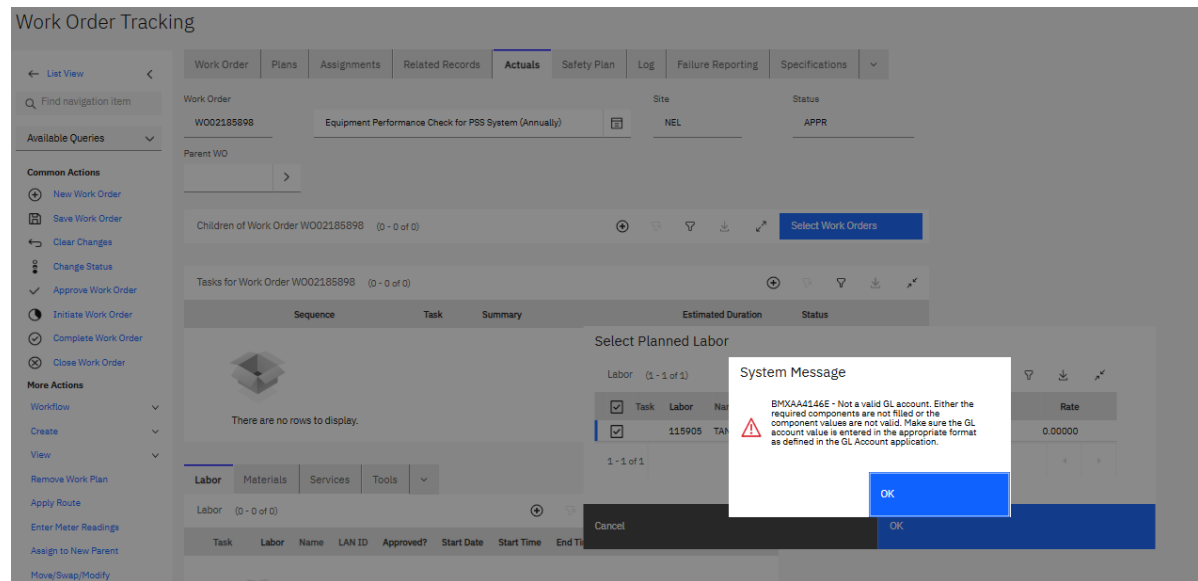 Work Order Tracking
List View
Find navigation item
Available Queries
Common Actions
New Work Order
Save Work Order
Clear Changes
Change Status
Approve Work Order
Initiate Work Order
Complete Work Order
Close Work Order
More Actions
Workflow
Create
View
Remove Work Plan
Apply Route
Enter Meter Readings
Assign to New Parent
Move/Swap/Modify
Work Order Plans Assignments Related Records Actuals Safety Plan Log Failure Reporting Specifications
Work Order Site Status
WO02185898 Equipment Performance Check for PSS System (Annually) NEL APPR
Parent WO
Children of Work Order WO02185898 (0 - 0 of 0) Select Work Orders
Tasks for Work Order WO02185898 (0 - 0 of 0)
Sequence Task Summary Estimated Duration Status
There are no rows to display.
Labor Materials Services Tools
Labor (0 - 0 of 0)
Task Labor Name LAN ID Approved? Start Date Start Time End Ti
Select Planned Labor
Labor (1 - 1 of 1)
Task Labor Nar Rate
115905 TAN 0.00000
1 - 1 of 1
Cancel OK
System Message
BMXAA4146E - Not a valid GL account. Either the
required components are not filled or the
component values are not valid. Make sure the GL
account value is entered in the appropriate format
as defined in the GL Account application.
OK